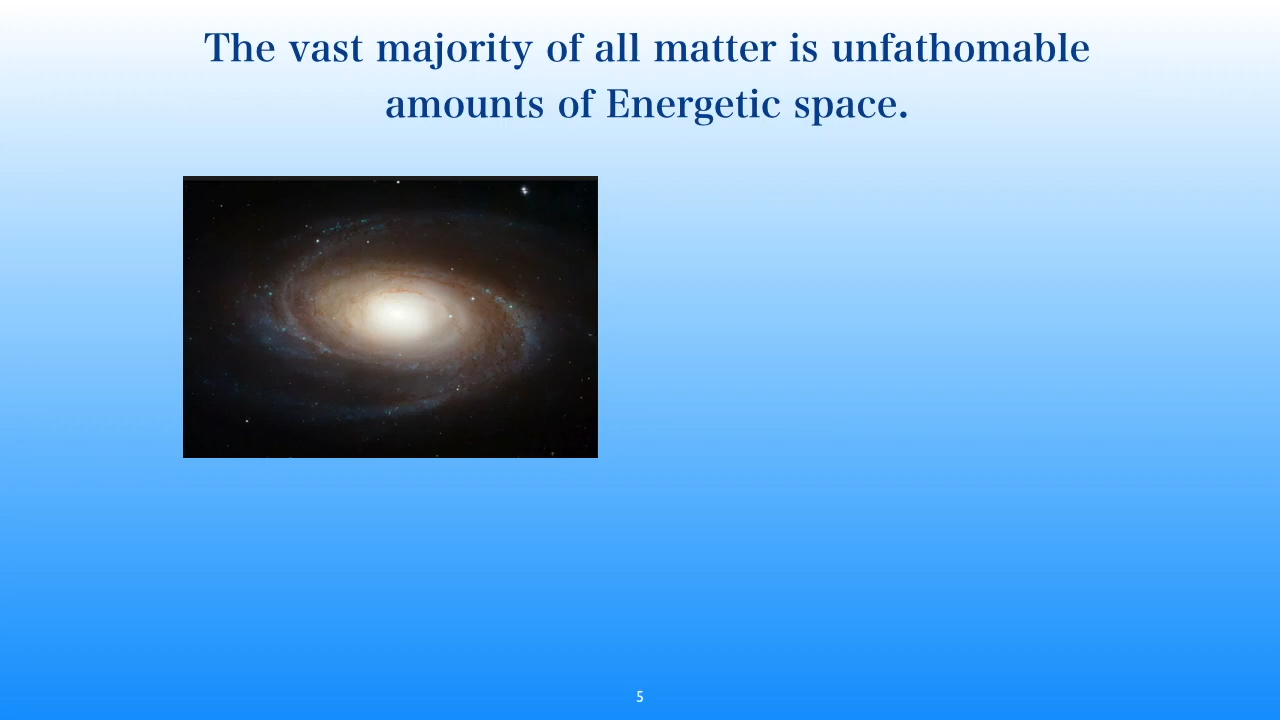 The vast majority of all matter is unfathomable
amounts of Energetic space.
5